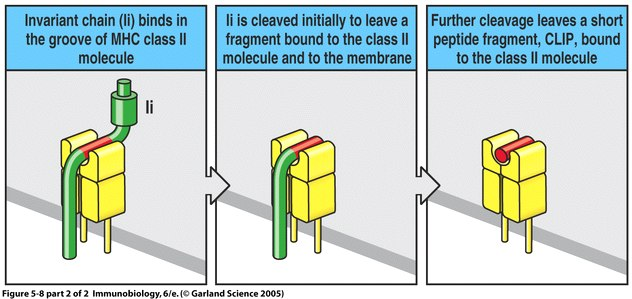 Invariant chain (Ii) binds in
the groove of MHC class II
molecule
Ii is cleaved initially to leave a
fragment bound to the class II
molecule and to the membrane
Further cleavage leaves a short
peptide fragment, CLIP, bound
to the class II molecule
Ii
Figure 5-8 part 2 of 2 Immunobiology, 6/e. (© Garland Science 2005)